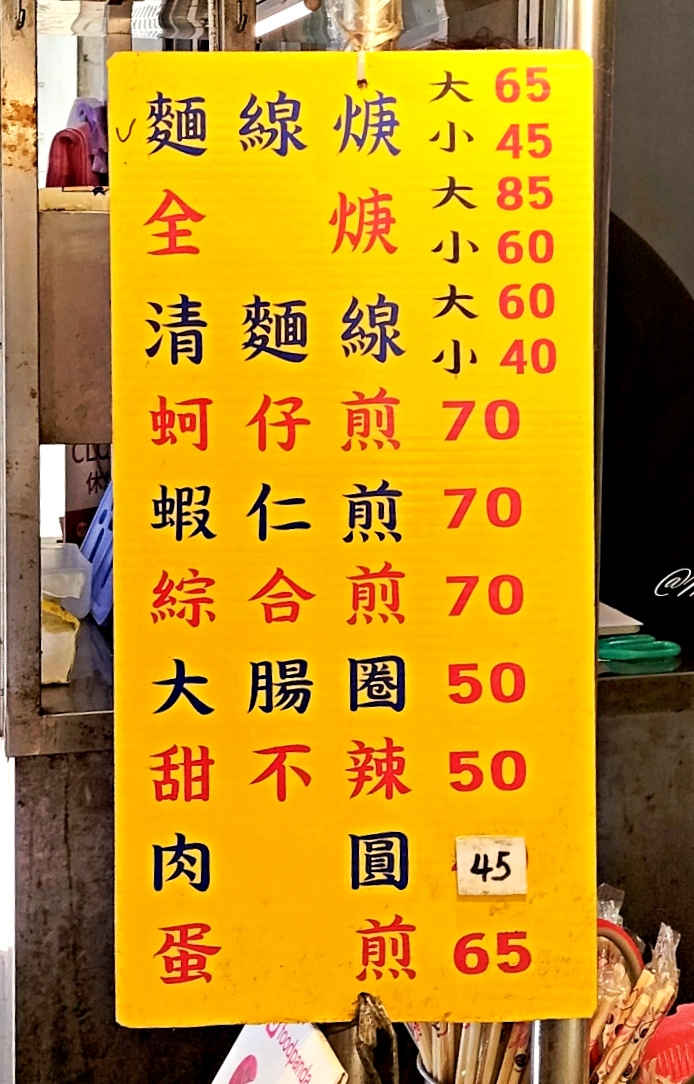 麵線焿 大 65
小 45
全焿 大 85
小 60
清麵線 大 60
小 40
蚵仔煎 70
蝦仁煎 70
綜合煎 70
大腸圈 50
甜不辣 50
肉圓 45
蛋煎 65
foodpanda